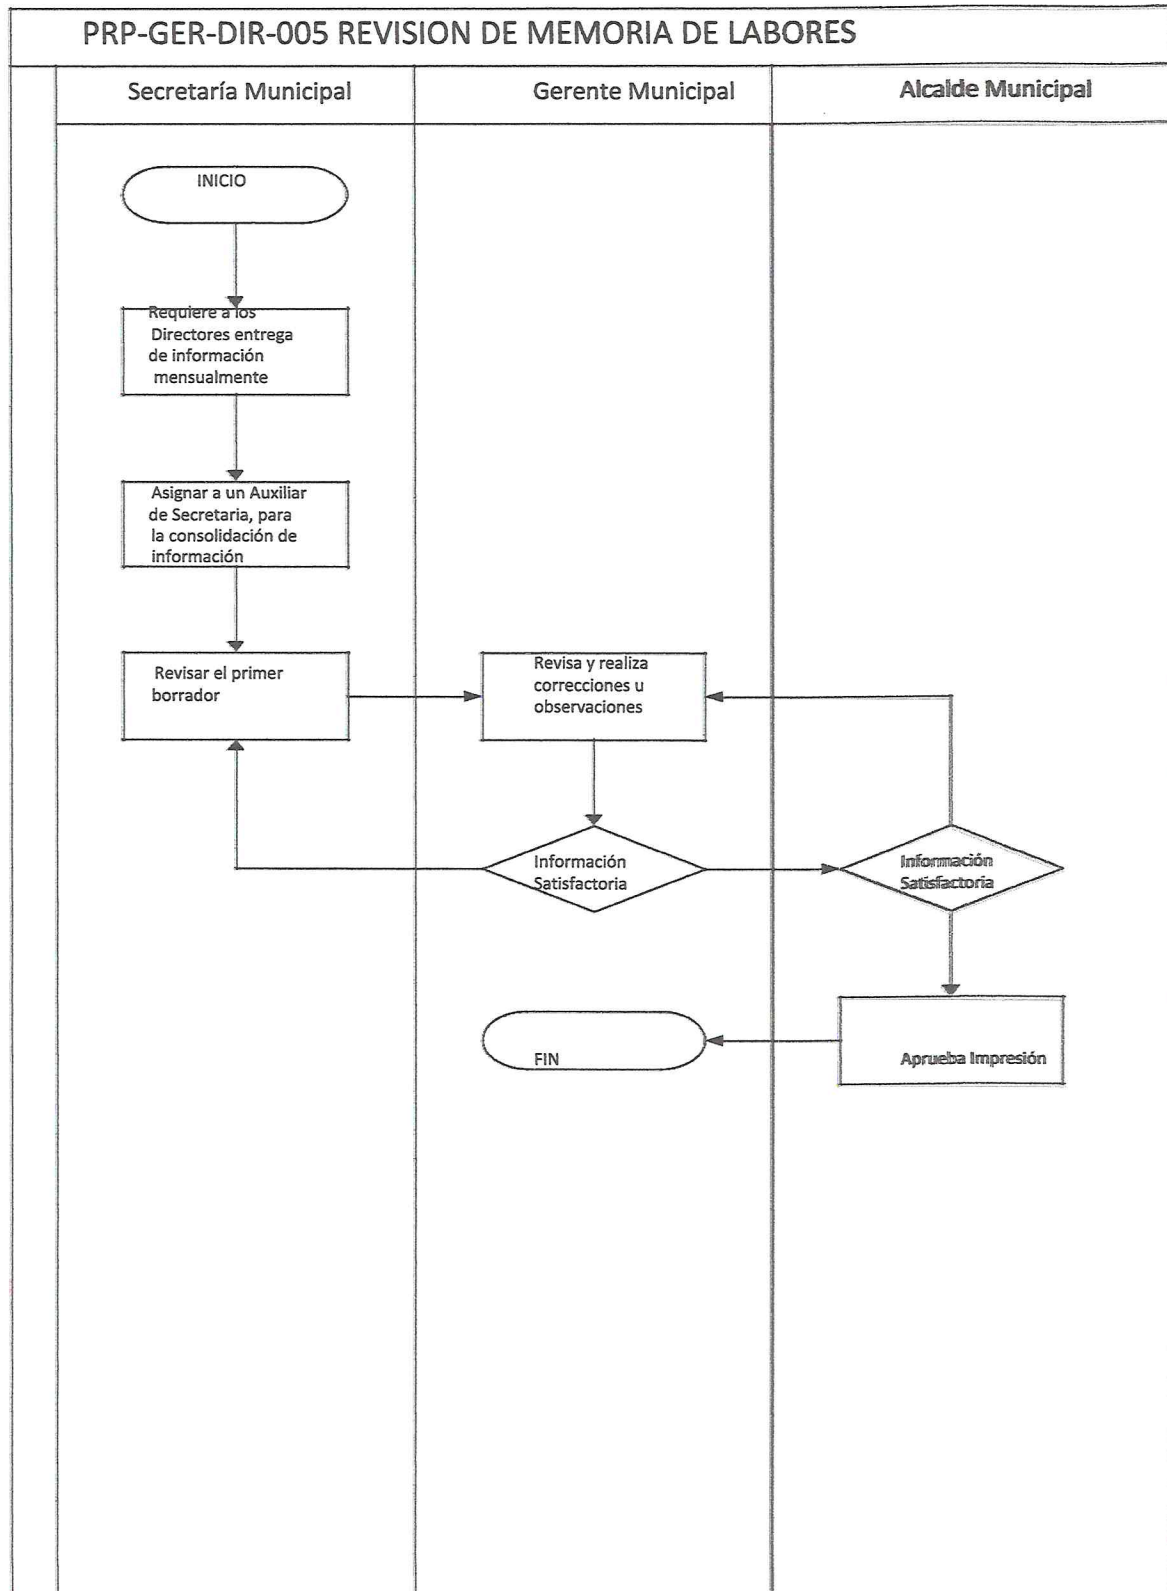 PRP-GER-DIR-005 REVISION DE MEMORIA DE LABORES
Secretaría Municipal
Gerente Municipal
Alcalde Municipal
INICIO
Requiere a los
Directores entrega
de información
mensualmente
Asignar a un Auxiliar
de Secretaria, para
la consolidación de
información
Revisar el primer
borrador
Revisa y realiza
correcciones u
observaciones
Información
Satisfactoria
Información
Satisfactoria
Aprueba Impresión
FIN